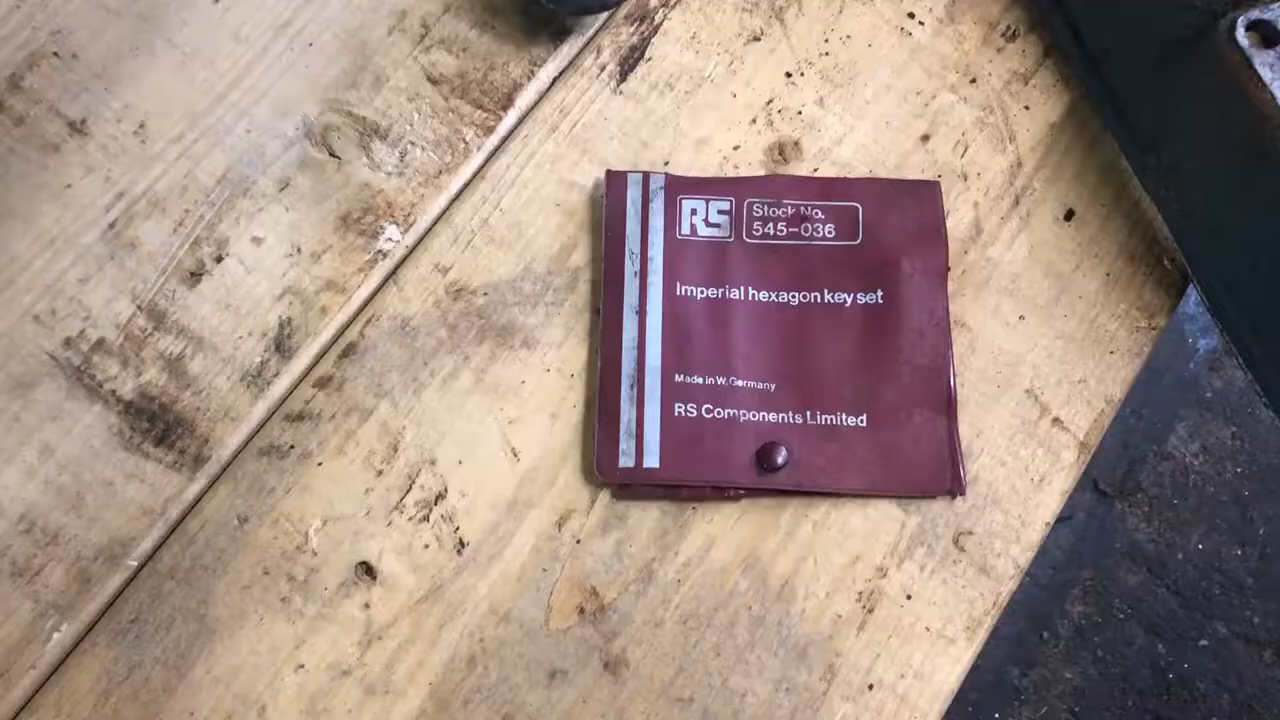 RS
Stock No.
545-036
Imperial hexagon key set
Made in W. Germany
RS Components Limited